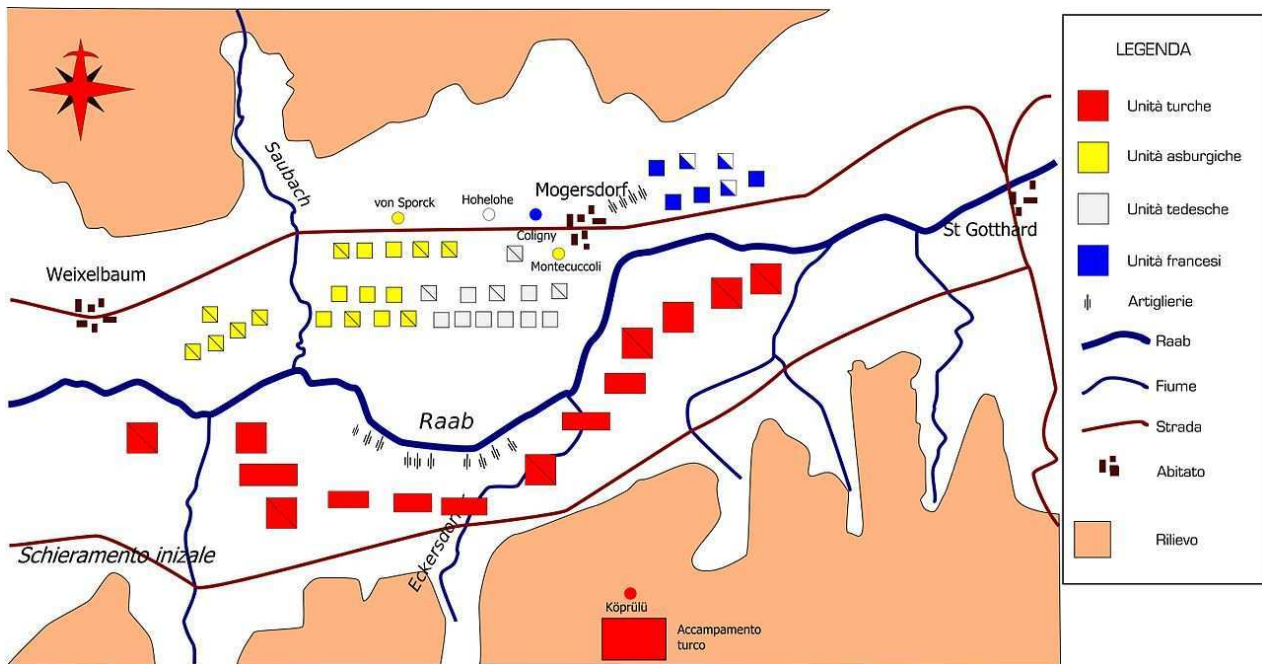 Saubach
von Sporck
Hohelohe
Mogersdorf
Coligny
Montecuccoli
Weixelbaum
St Gotthard
Raab
Eckersdorf
Schieramento inizale
Köprülü
Accampamento
turco
LEGENDA
Unità turche
Unità asburgiche
Unità tedesche
Unità francesi
Artiglierie
Raab
Fiume
Strada
Abitato
Rilievo